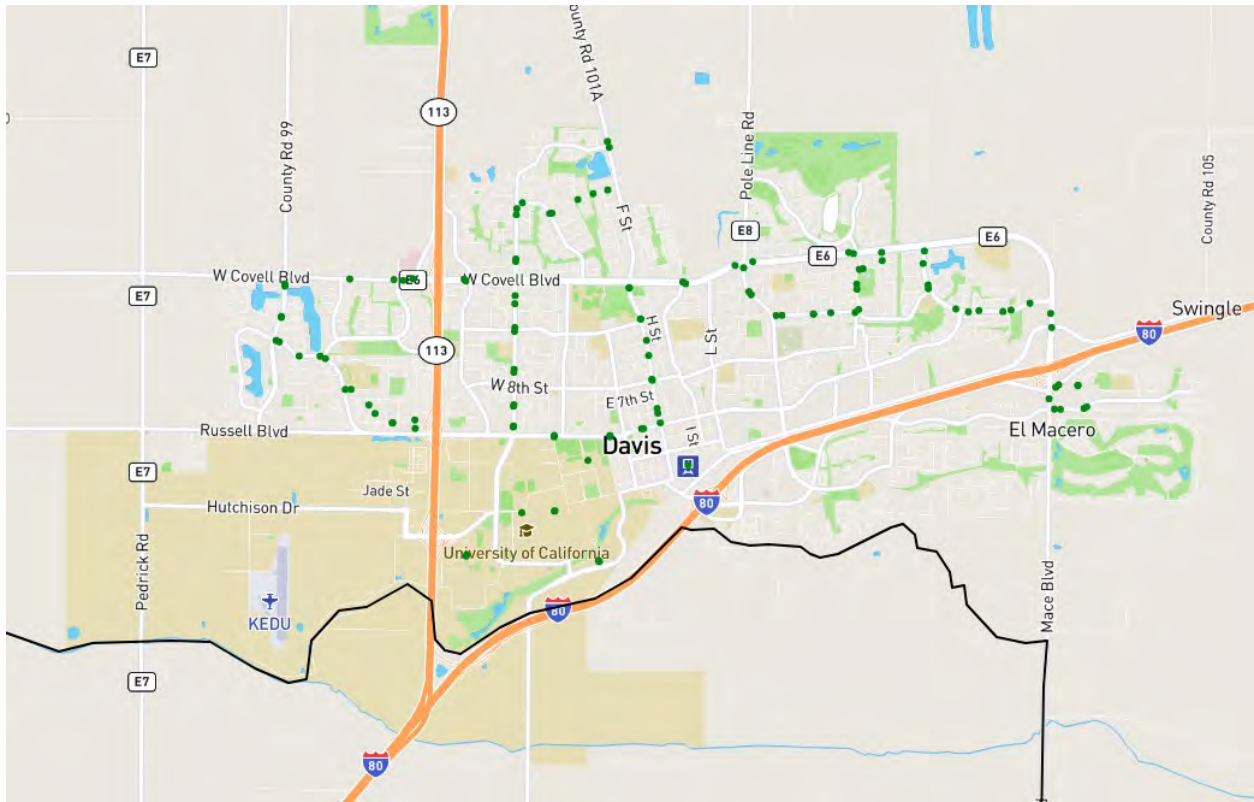 E7
County Rd 99
113
County Rd 101A
Pole Line Rd
County Rd 105
F St
E8
E6
E6
W Covell Blvd
E6
W Covell Blvd
E7
Swingle
80
H St
L St
113
W 8th St
E 7th St
Russell Blvd
I St
Davis
El Macero
E7
Jade St
Hutchison Dr
80
University of California
Pedrick Rd
KEDU
80
Mace Blvd
E7
80